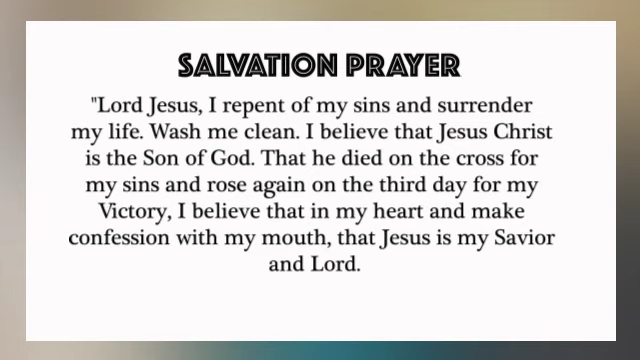 SALVATION PRAYER
"Lord Jesus, I repent of my sins and surrender
my life. Wash me clean. I believe that Jesus Christ
is the Son of God. That he died on the cross for
my sins and rose again on the third day for my
Victory, I believe that in my heart and make
confession with my mouth, that Jesus is my Savior
and Lord.